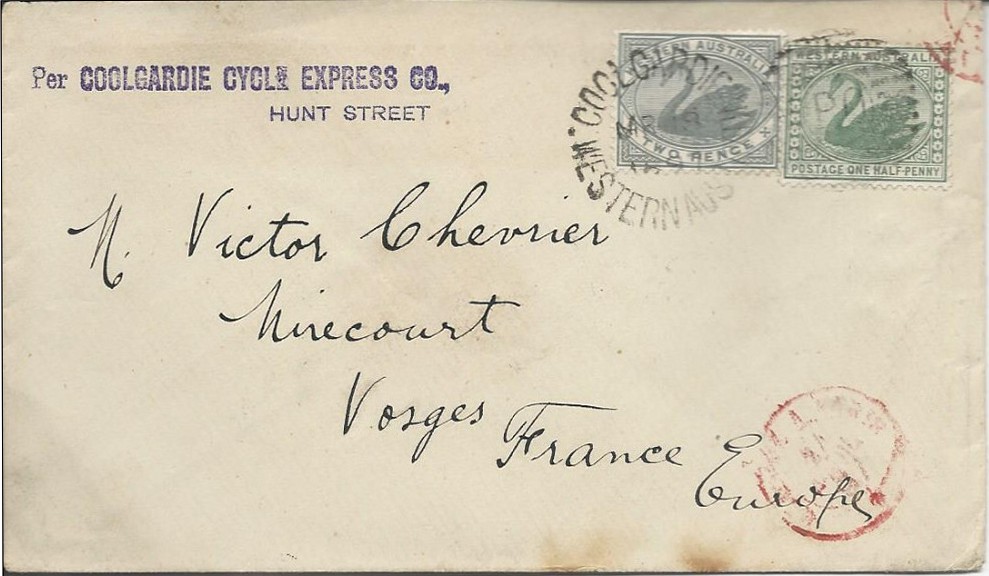 Per COOLGARDIE CYCLE EXPRESS CO.,
HUNT STREET
WESTERN AUSTRALIA
TWO PENCE
WESTERN AUSTRALIA
POSTAGE ONE HALF-PENNY
COOLGARDIE
WESTERN AUS
M. Victor Chevrier
Mirecourt
Vosges
France
Europe